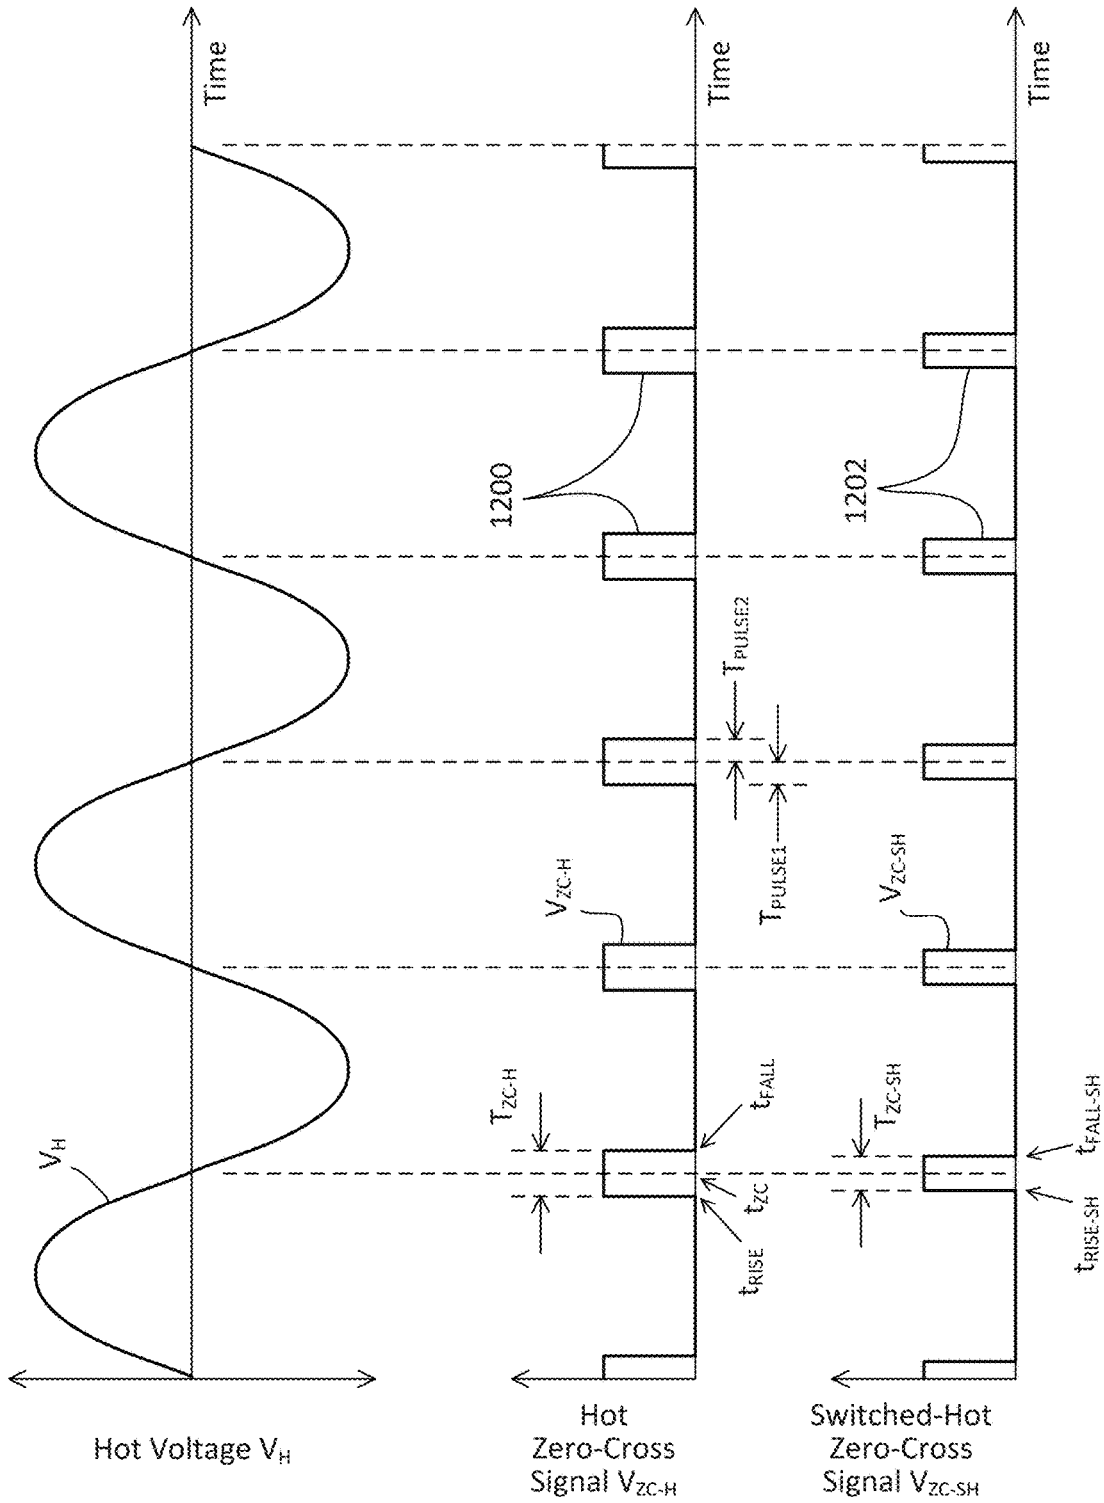 Hot Voltage V_H
V_H
Time
Hot
Zero-Cross
Signal V_ZC-H
T_ZC-H
V_ZC-H
1200
t_RISE
t_ZC
t_FALL
T_PULSE1
T_PULSE2
Time
Switched-Hot
Zero-Cross
Signal V_ZC-SH
T_ZC-SH
V_ZC-SH
1202
t_RISE-SH
t_FALL-SH
Time